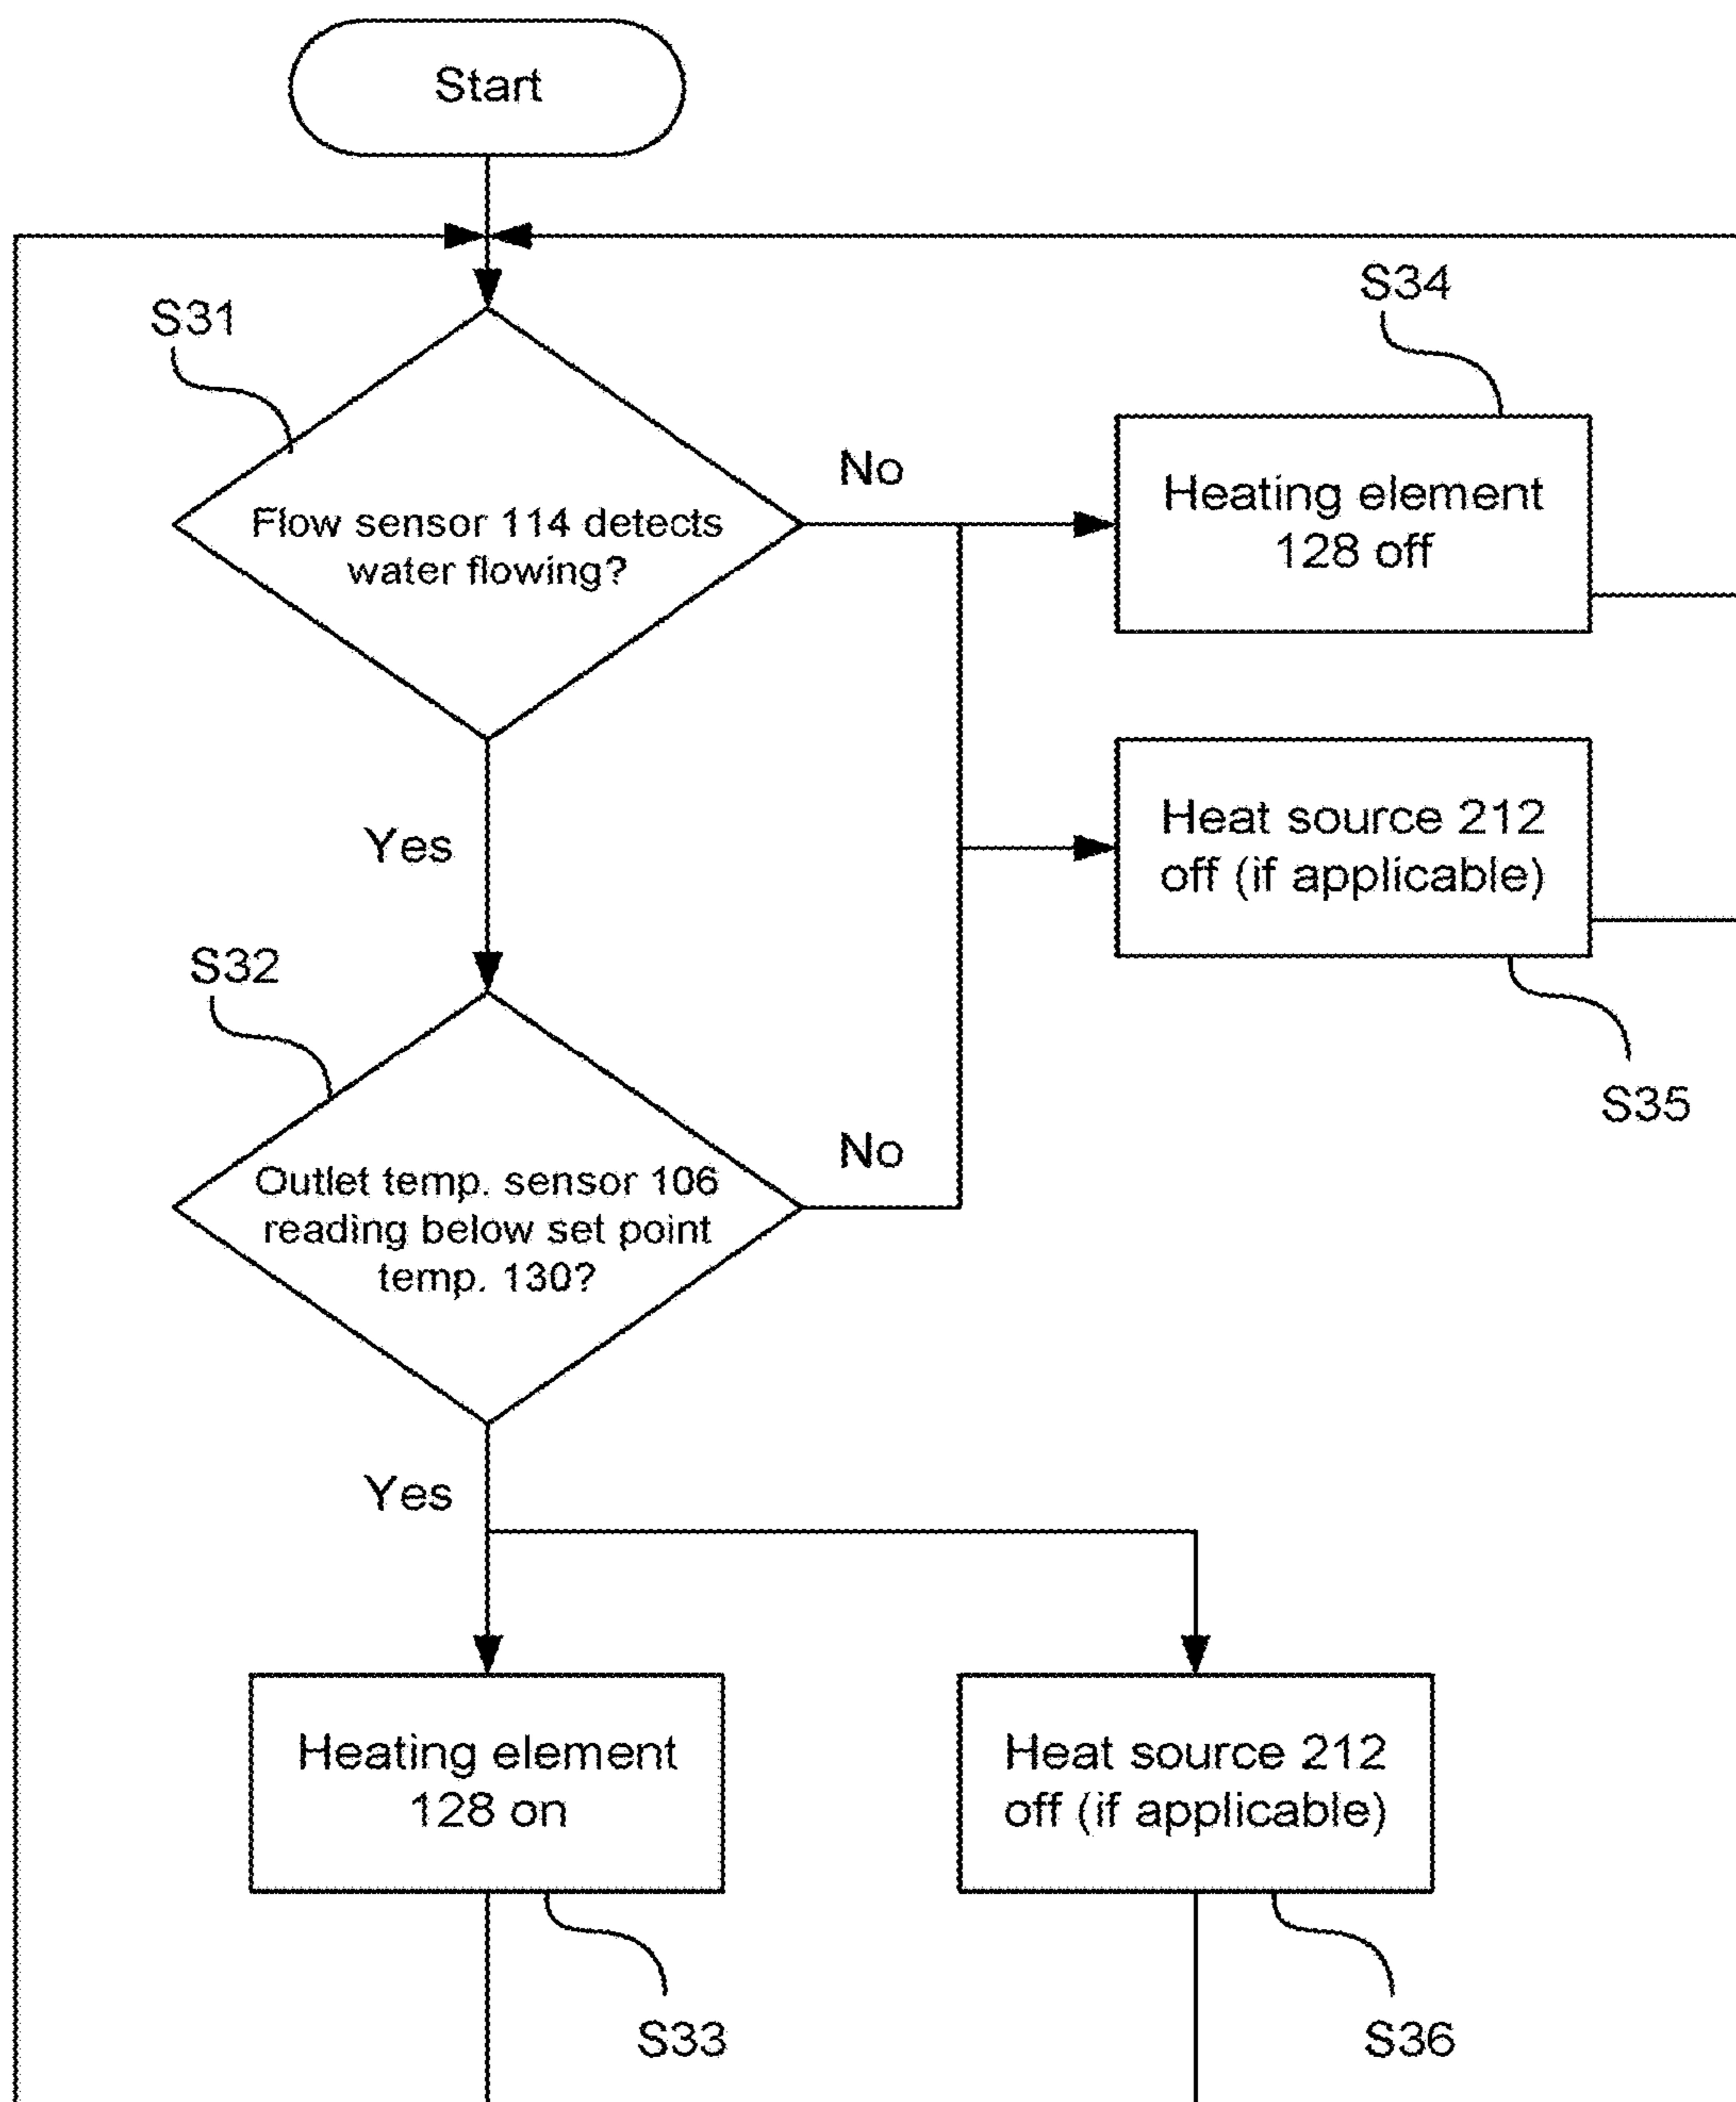 Start
S31
S34
No
Flow sensor 114 detects
water flowing?
Heating element
128 off
Yes
Heat source 212
off (if applicable)
S32
S35
No
Outlet temp. sensor 106
reading below set point
temp. 130?
Yes
Heating element
128 on
Heat source 212
off (if applicable)
S33
S36